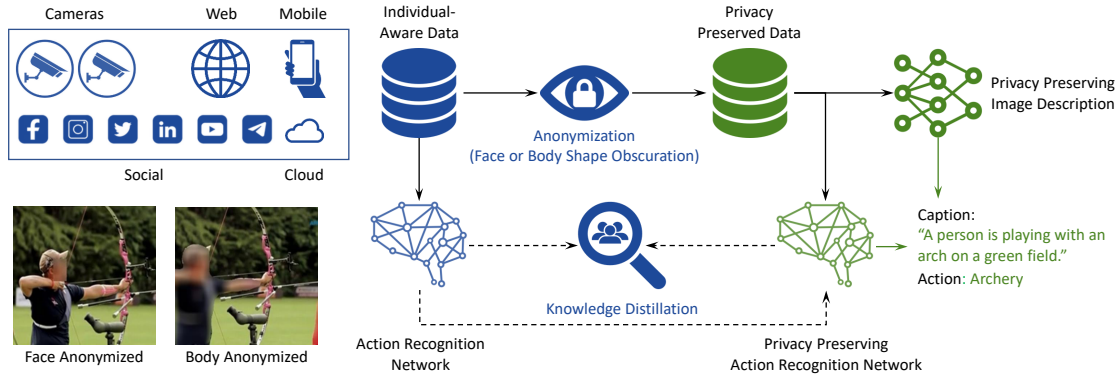 Cameras
Web
Mobile
Social
Cloud
Face Anonymized
Body Anonymized
Individual-
Aware Data
Privacy
Preserved Data
Anonymization
(Face or Body Shape Obscuration)
Privacy Preserving
Image Description
Knowledge Distillation
Caption:
“A person is playing with an
arch on a green field.”
Action: Archery
Action Recognition
Network
Privacy Preserving
Action Recognition Network